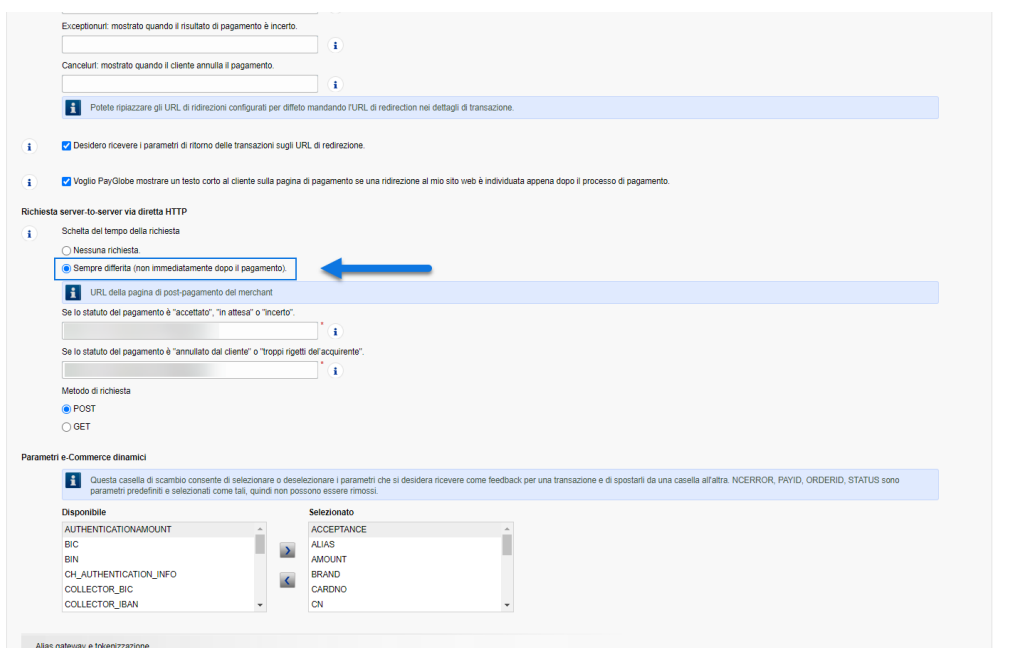 Exceptionurl: mostrato quando il risultato di pagamento è incerto.
Cancelurl: mostrato quando il cliente annulla il pagamento.
Potete ripiazzare gli URL di ridirezioni configurati per diffeto mandando l'URL di redirection nei dettagli di transazione.
Desidero ricevere i parametri di ritorno delle transazioni sugli URL di redirezione.
Voglio PayGlobe mostrare un testo corto al cliente sulla pagina di pagamento se una ridirezione al mio sito web è individuata appena dopo il processo di pagamento.
Richiesta server-to-server via diretta HTTP
Schelta del tempo della richiesta
Nessuna richiesta.
Sempre differita (non immediatamente dopo il pagamento).
URL della pagina di post-pagamento del merchant
Se lo statuto del pagamento è "accettato", "in attesa" o "incerto".
*
Se lo statuto del pagamento è "annullato dal cliente" o "troppi rigetti del'acquirente".
*
Metodo di richiesta
POST
GET
Parametri e-Commerce dinamici
Questa casella di scambio consente di selezionare o deselezionare i parametri che si desidera ricevere come feedback per una transazione e di spostarli da una casella all'altra. NCERROR, PAYID, ORDERID, STATUS sono
parametri predefiniti e selezionati come tali, quindi non possono essere rimossi.
Disponibile
AUTHENTICATIONAMOUNT
BIC
BIN
CH_AUTHENTICATION_INFO
COLLECTOR_BIC
COLLECTOR_IBAN
Selezionato
ACCEPTANCE
ALIAS
AMOUNT
BRAND
CARDNO
CN
Alias gateway e tokenizzazione